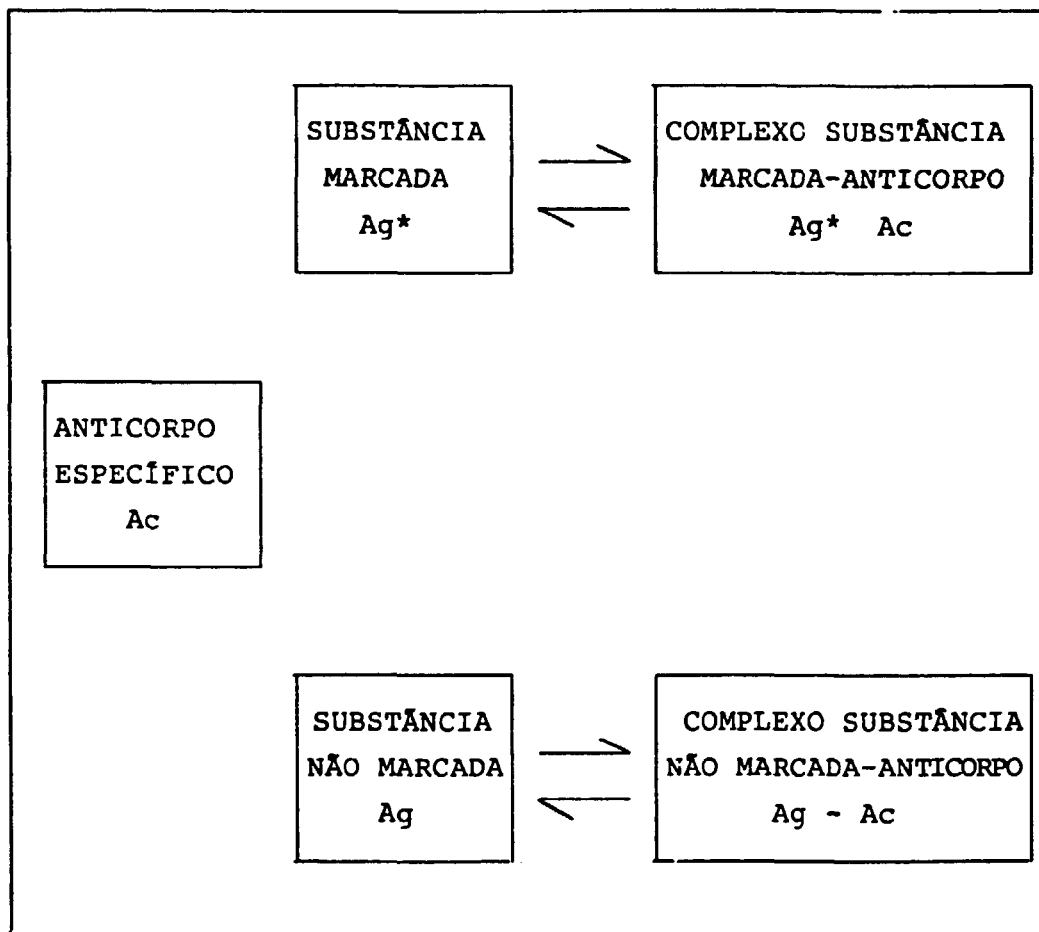 SUBSTÂNCIA
MARCADA
Ag*
COMPLEXO SUBSTÂNCIA
MARCADA-ANTICORPO
Ag* Ac
ANTICORPO
ESPECÍFICO
Ac
SUBSTÂNCIA
NÃO MARCADA
Ag
COMPLEXO SUBSTÂNCIA
NÃO MARCADA-ANTICORPO
Ag - Ac